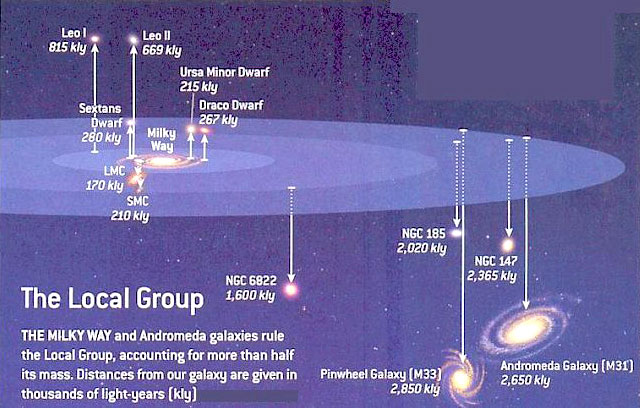 Leo I
815 kly
Leo II
669 kly
Ursa Minor Dwarf
215 kly
Draco Dwarf
267 kly
Sextans
Dwarf
280 kly
Milky
Way
LMC
170 kly
SMC
210 kly
NGC 185
2,020 kly
NGC 147
2,365 kly
NGC 6822
1,600 kly
The Local Group
THE MILKY WAY and Andromeda galaxies rule
the Local Group, accounting for more than half
its mass. Distances from our galaxy are given in
thousands of light-years (kly)
Pinwheel Galaxy (M33)
2,850 kly
Andromeda Galaxy (M31)
2,650 kly